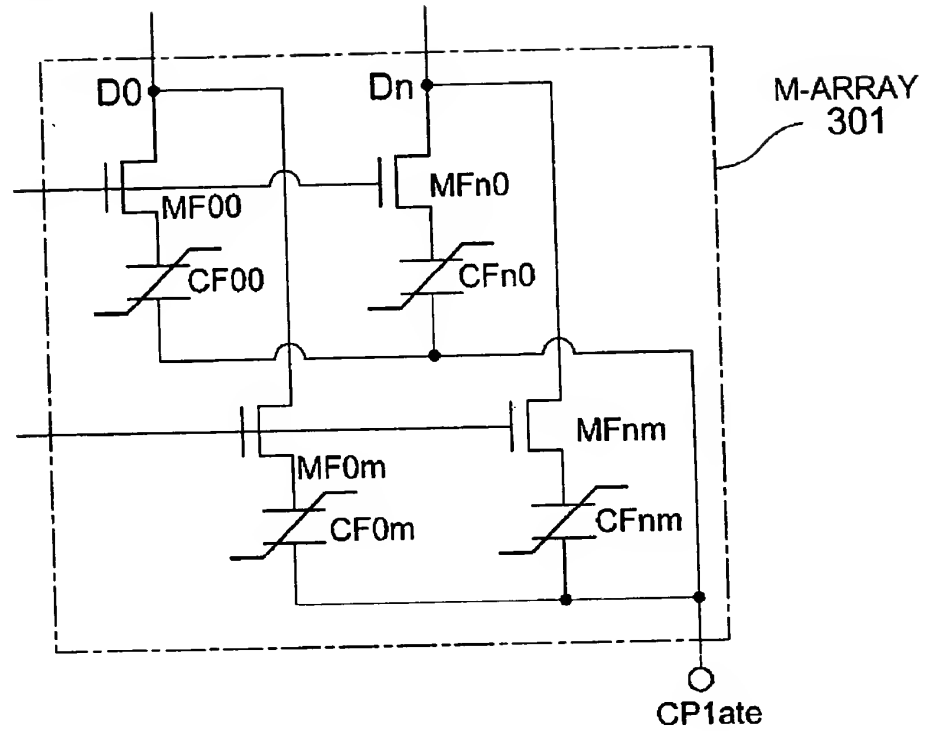 M-ARRAY
301
D0
Dn
MF00
MFn0
CF00
CFn0
MF0m
MFnm
CF0m
CFnm
CP1ate